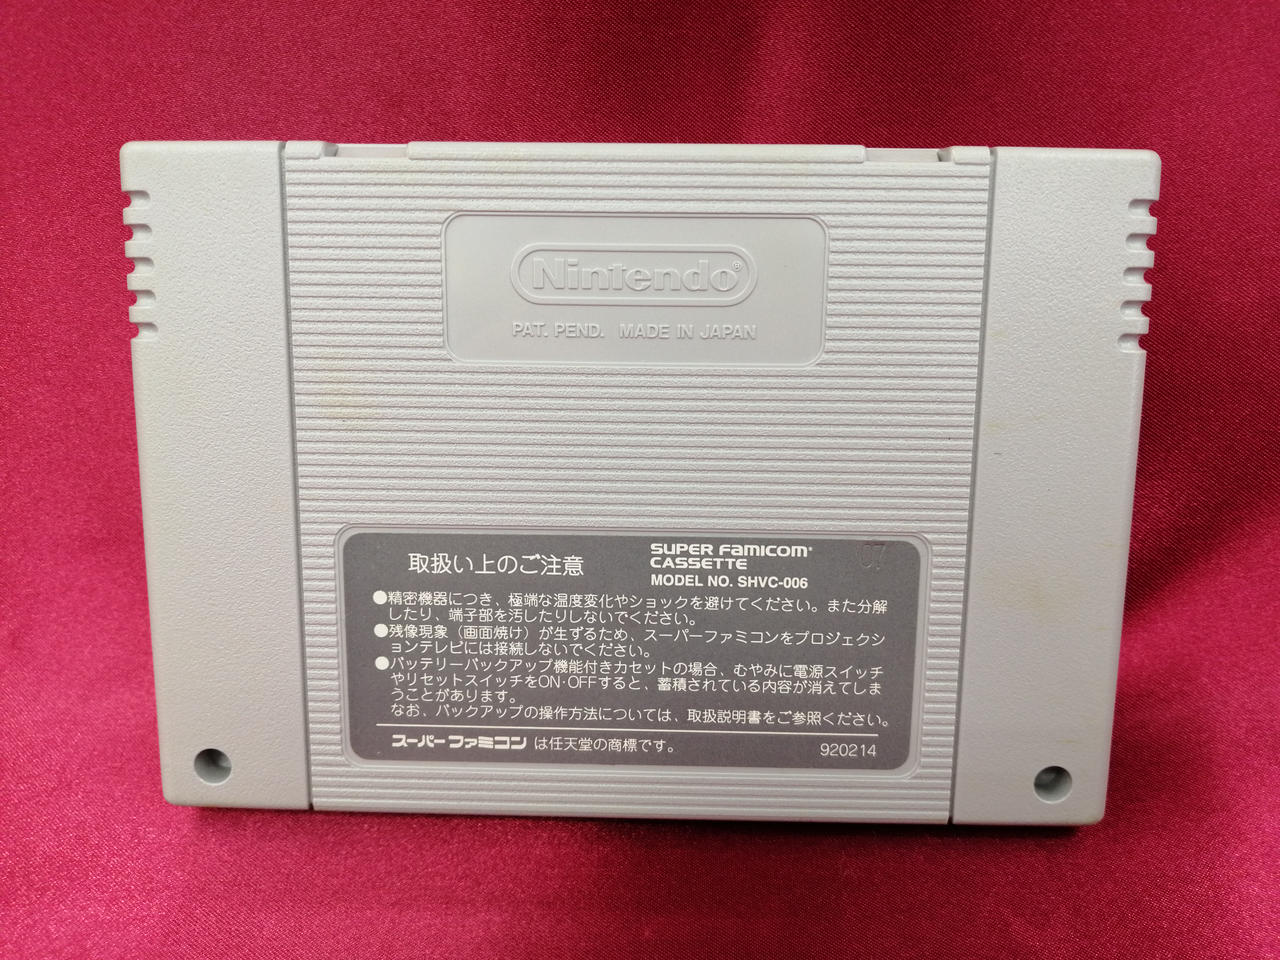 Nintendo®
PAT. PEND. MADE IN JAPAN
取扱い上のご注意
SUPER FAMICOM
CASSETTE
MODEL NO. SHVC-006
07
●精密機器につき、極端な温度変化やショックを避けてください。また分解
したり、端子部を汚したりしないでください。
●残像現象（画面焼け）が生ずるため、スーパーファミコンをプロジェクシ
ョンテレビには接続しないでください。
●バッテリーバックアップ機能付きカセットの場合、むやみに電源スイッチ
やリセットスイッチをON･OFFすると、蓄積されている内容が消えてしま
うことがあります。
なお、バックアップの操作方法については、取扱説明書をご参照ください。
スーパーファミコン は任天堂の商標です。
920214